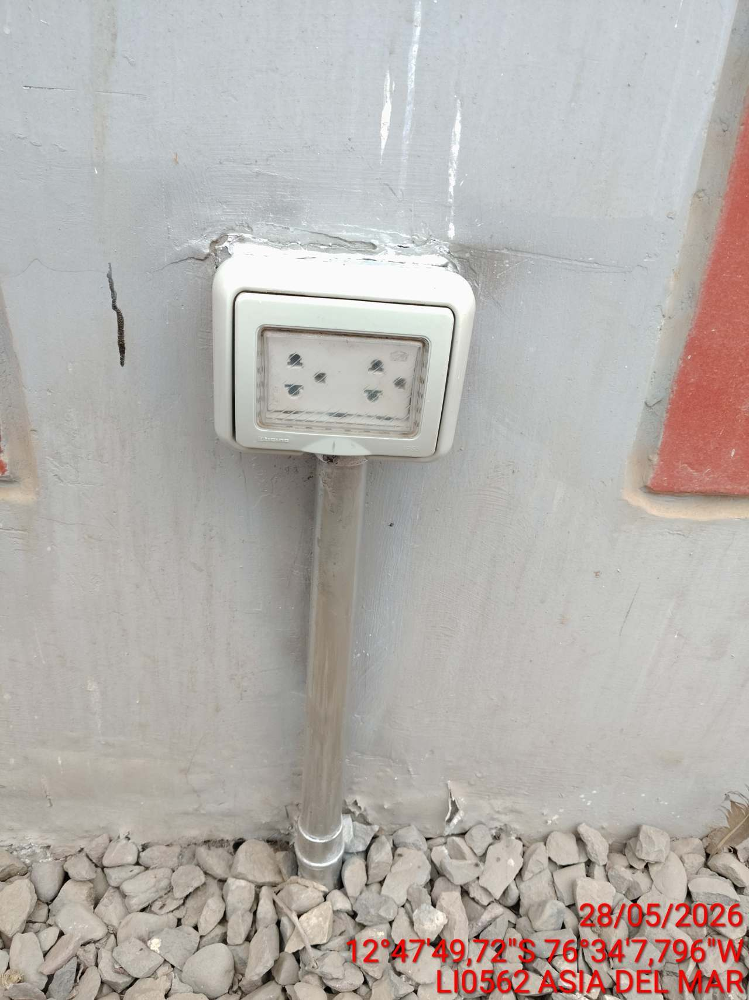 bticino
28/05/2026
12°47'49,72"S 76°34'7,796"W
LI0562 ASIA DEL MAR